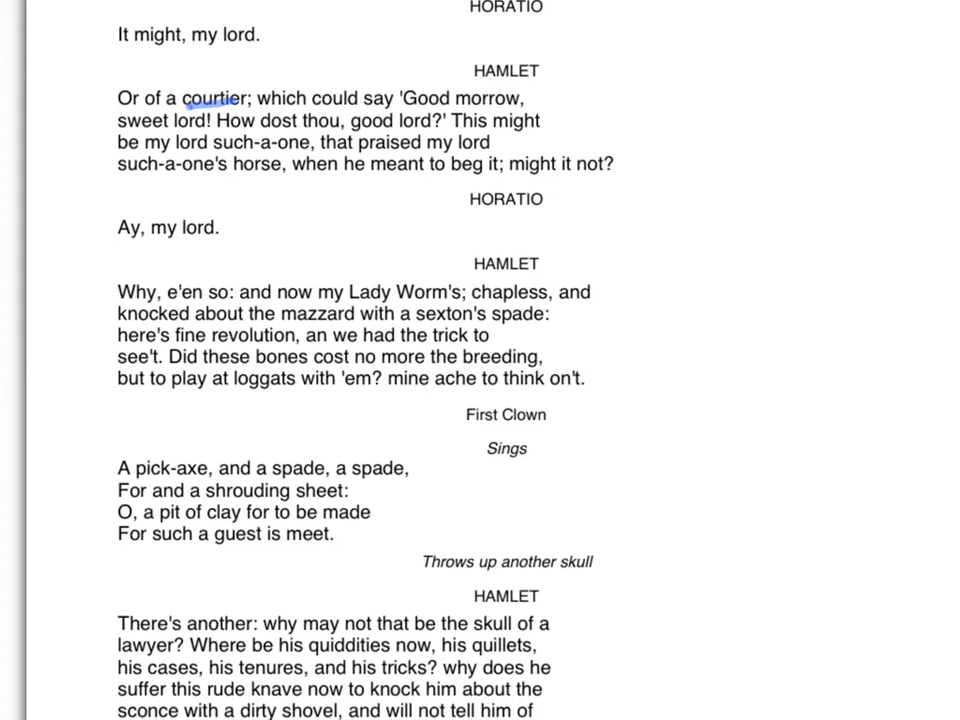 HORATIO
It might, my lord.
HAMLET
Or of a courtier; which could say 'Good morrow,
sweet lord! How dost thou, good lord?' This might
be my lord such-a-one, that praised my lord
such-a-one's horse, when he meant to beg it; might it not?
HORATIO
Ay, my lord.
HAMLET
Why, e'en so: and now my Lady Worm's; chapless, and
knocked about the mazzard with a sexton's spade:
here's fine revolution, an we had the trick to
see't. Did these bones cost no more the breeding,
but to play at loggats with 'em? mine ache to think on't.
First Clown
Sings
A pick-axe, and a spade, a spade,
For and a shrouding sheet:
O, a pit of clay for to be made
For such a guest is meet.
Throws up another skull
HAMLET
There's another: why may not that be the skull of a
lawyer? Where be his quiddities now, his quillets,
his cases, his tenures, and his tricks? why does he
suffer this rude knave now to knock him about the
sconce with a dirty shovel, and will not tell him of